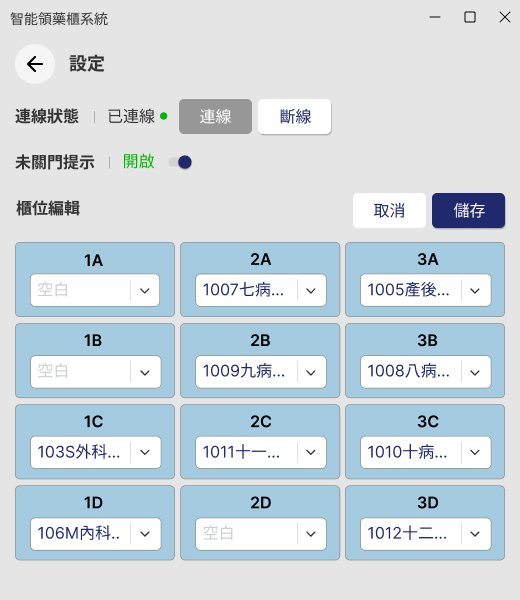 智能領藥櫃系統
設定
連線狀態 已連線 連線 斷線
未關門提示 開啟
櫃位編輯 取消 儲存
1A 2A 3A
空白 1007七病... 1005產後...
1B 2B 3B
空白 1009九病... 1008八病...
1C 2C 3C
103S外科... 1011十一... 1010十病...
1D 2D 3D
106M內科.. 空白 1012十二...